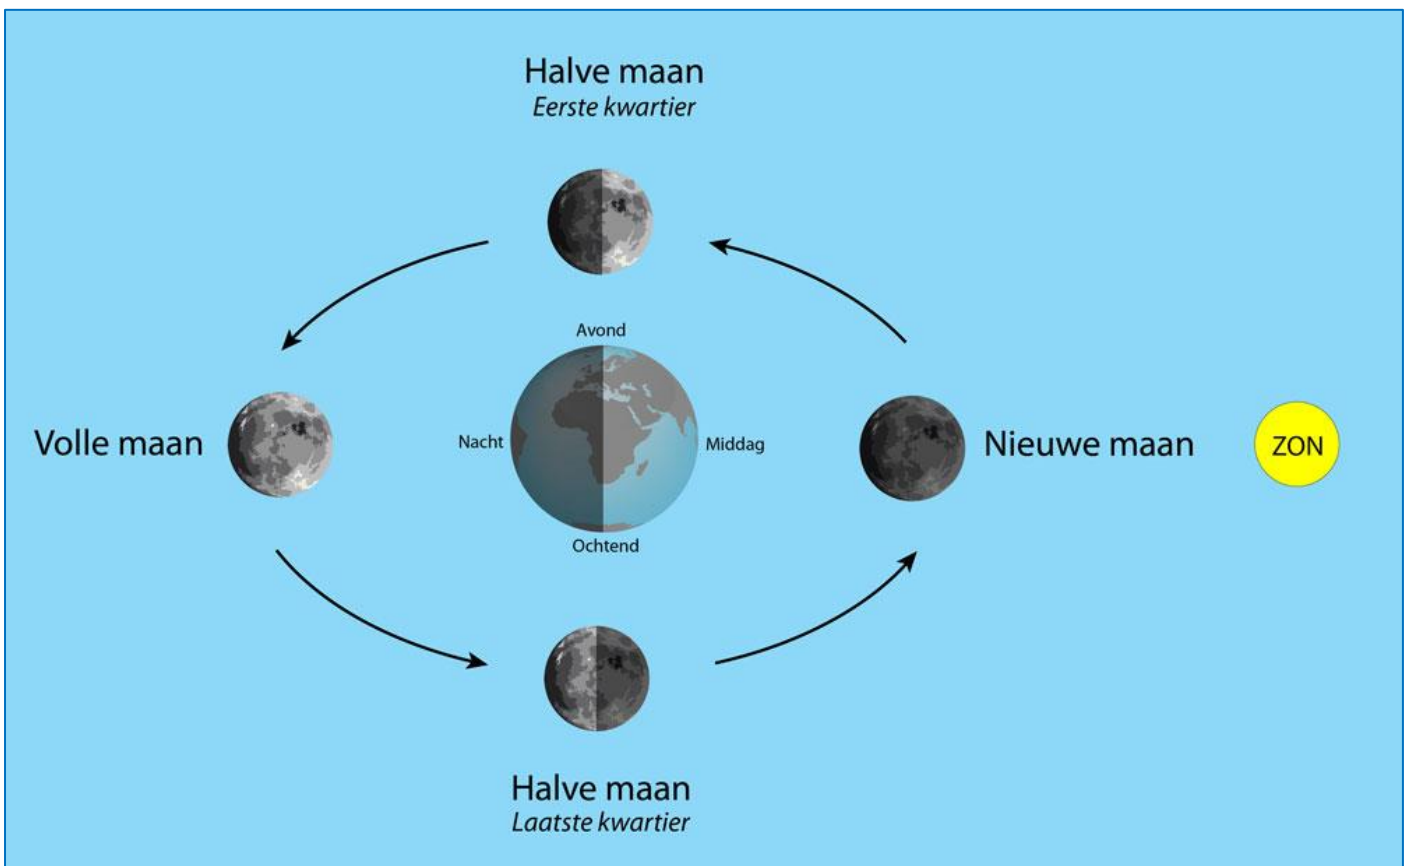 Halve maan
Eerste kwartier
Avond
Volle maan
Nacht
Middag
Nieuwe maan
ZON
Ochtend
Halve maan
Laatste kwartier